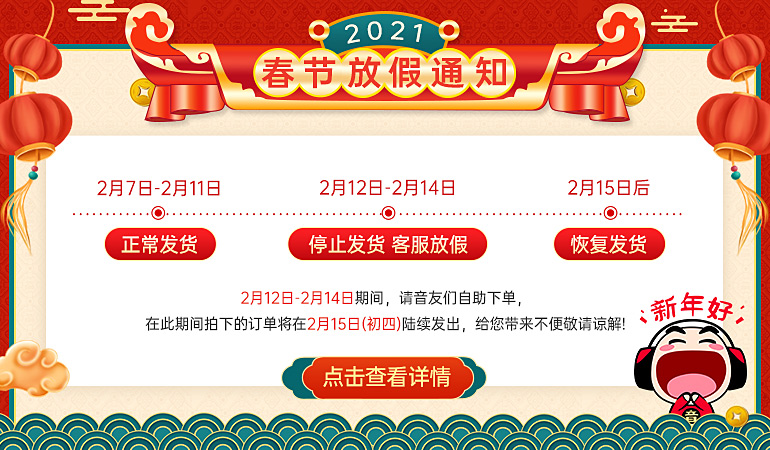 2021
春节放假通知
2月7日-2月11日
2月12日-2月14日
2月15日后
正常发货
停止发货 客服放假
恢复发货
2月12日-2月14日期间，请音友们自助下单，
在此期间拍下的订单将在2月15日(初四)陆续发出，给您带来不便敬请谅解!
新年好
点击查看详情
音